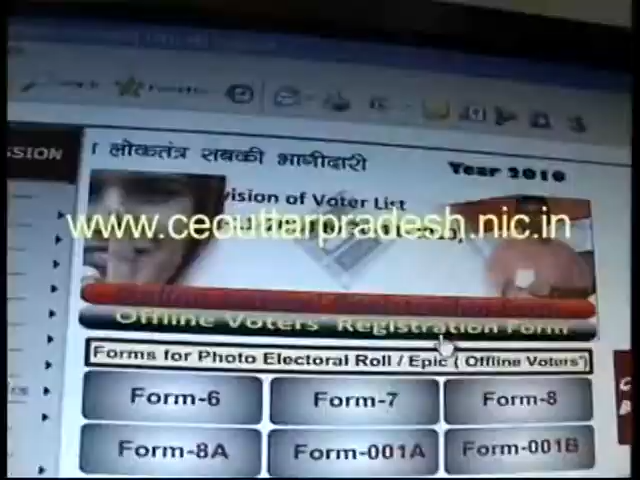 SSION
। लोकतंत्र सबकी भागीदारी
Year 2010
vision of Voter List
www.ceouttarpradesh.nic.in
Offline Voters' Registration Form
Forms for Photo Electoral Roll / Epic ( Offline Voters')
Form-6
Form-7
Form-8
Form-8A
Form-001A
Form-001B